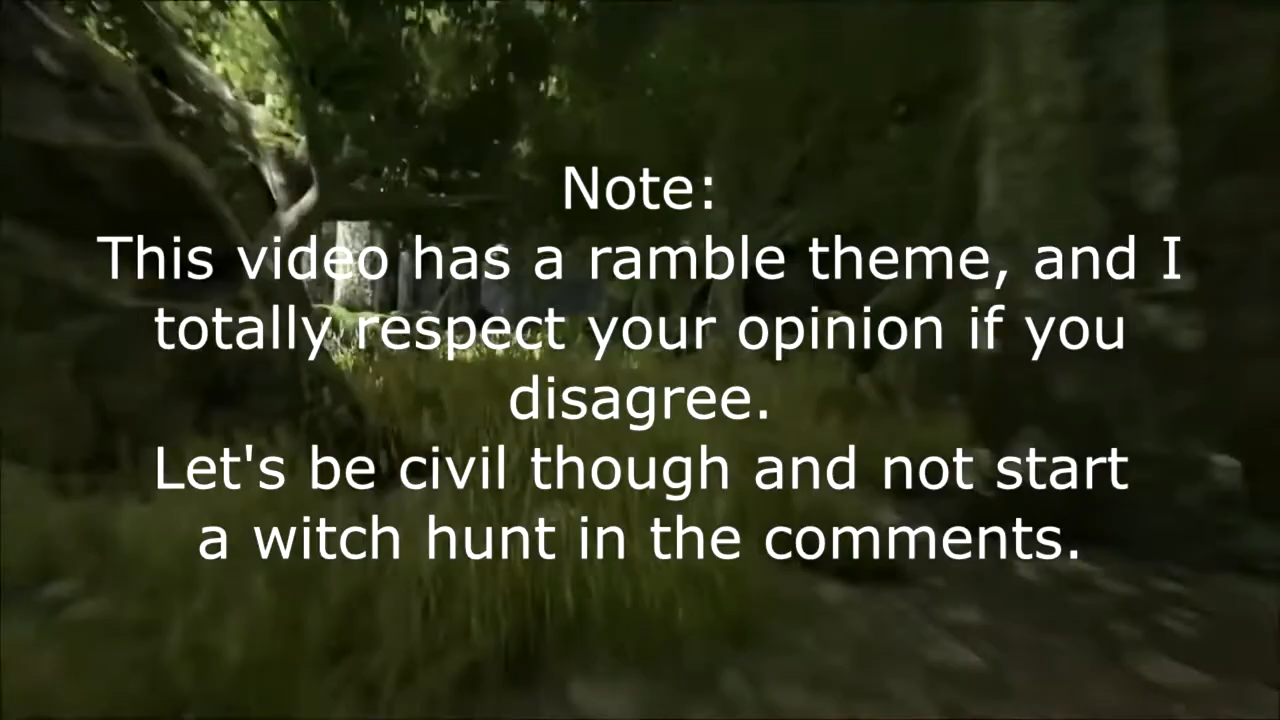 Note:
This video has a ramble theme, and I
totally respect your opinion if you
disagree.
Let's be civil though and not start
a witch hunt in the comments.